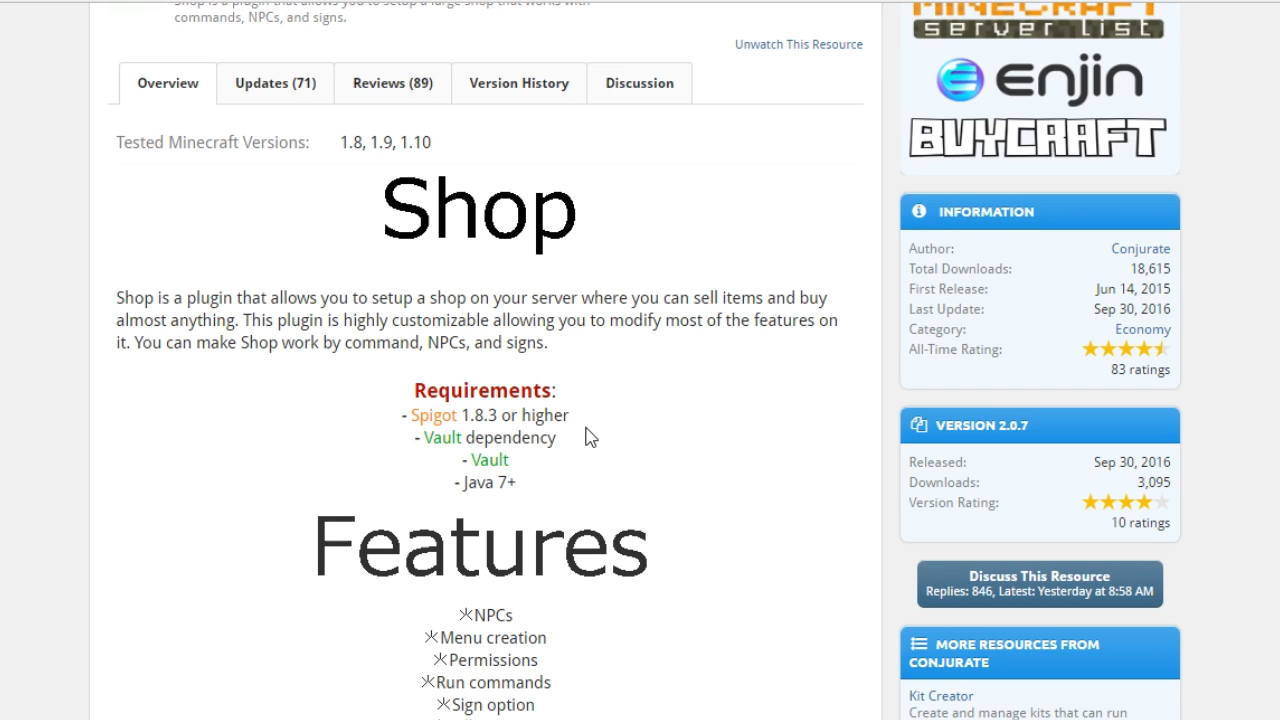 Shop is a plugin that allows you to setup a large shop that works with
commands, NPCs, and signs.
Unwatch This Resource
Overview
Updates (71)
Reviews (89)
Version History
Discussion
Tested Minecraft Versions: 1.8, 1.9, 1.10
Shop
Shop is a plugin that allows you to setup a shop on your server where you can sell items and buy
almost anything. This plugin is highly customizable allowing you to modify most of the features on
it. You can make Shop work by command, NPCs, and signs.
Requirements:
- Spigot 1.8.3 or higher
- Vault dependency
- Vault
- Java 7+
Features
NPCs
Menu creation
Permissions
Run commands
Sign option
MINECRAFT
server list
enjin
BUYCRAFT
INFORMATION
Author: Conjurate
Total Downloads: 18,615
First Release: Jun 14, 2015
Last Update: Sep 30, 2016
Category: Economy
All-Time Rating:
83 ratings
VERSION 2.0.7
Released: Sep 30, 2016
Downloads: 3,095
Version Rating:
10 ratings
Discuss This Resource
Replies: 846, Latest: Yesterday at 8:58 AM
MORE RESOURCES FROM
CONJURATE
Kit Creator
Create and manage kits that can run